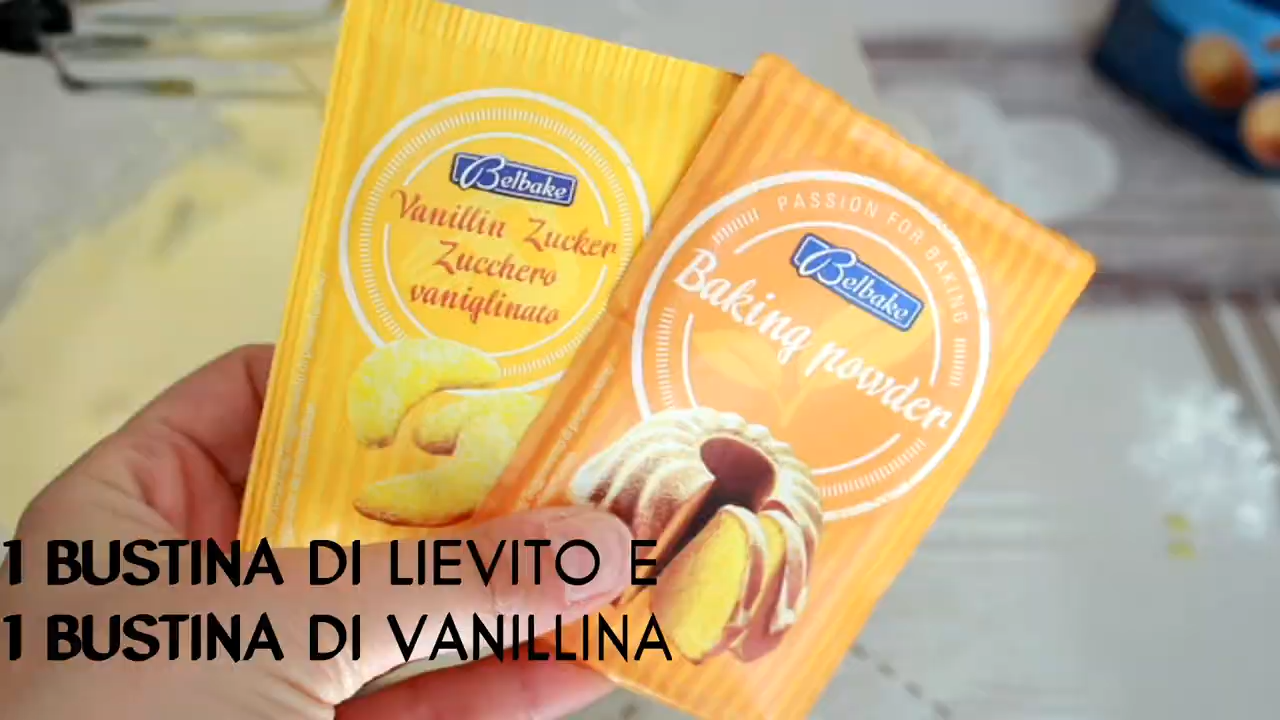 Belbake
Vanillin Zucker
Zucchero
vaniglinato
PASSION FOR BAKING
Belbake
Baking powder
1 BUSTINA DI LIEVITO E
1 BUSTINA DI VANILLINA